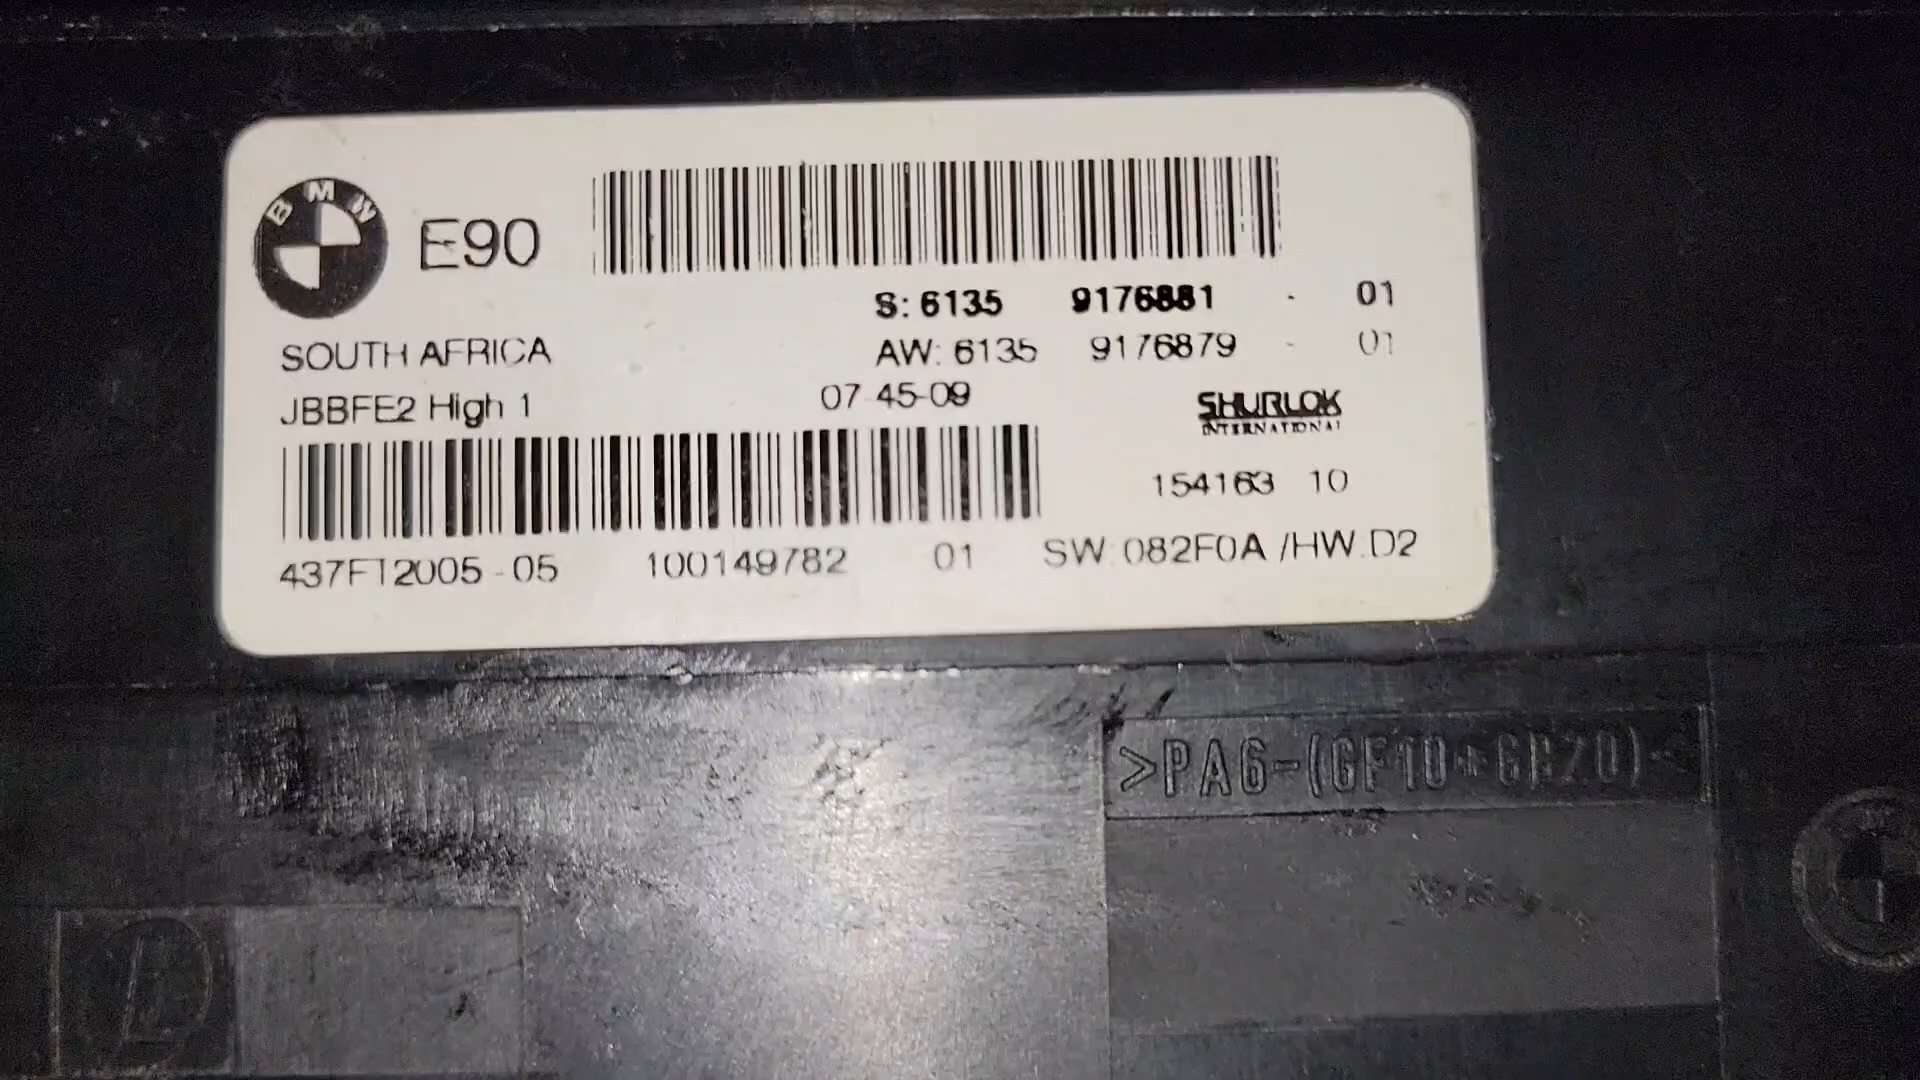 BMW
E90
S: 6135 9176881 - 01
SOUTH AFRICA
AW: 6135 9176879 - 01
JBBFE2 High 1
07 45-09
SHURLOK
INTERNATIONAL
154163 10
437FT2005-05 100149782 01 SW:082F0A /HW.D2
>PA6-(GF10+GB20)<